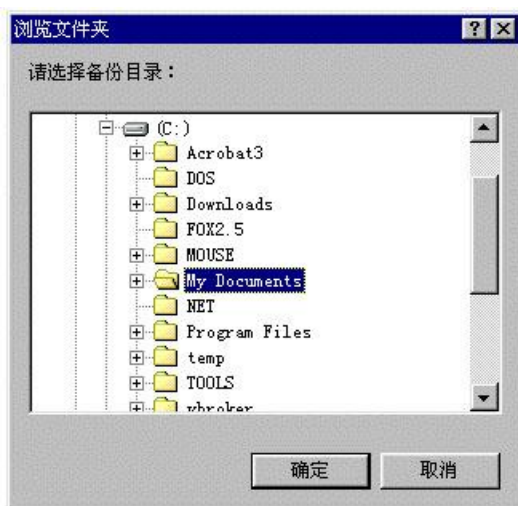 浏览文件夹
请选择备份目录：
(C:)
Acrobat3
DOS
Downloads
FOX2.5
MOUSE
My Documents
NET
Program Files
temp
TOOLS
vbroker
确定
取消